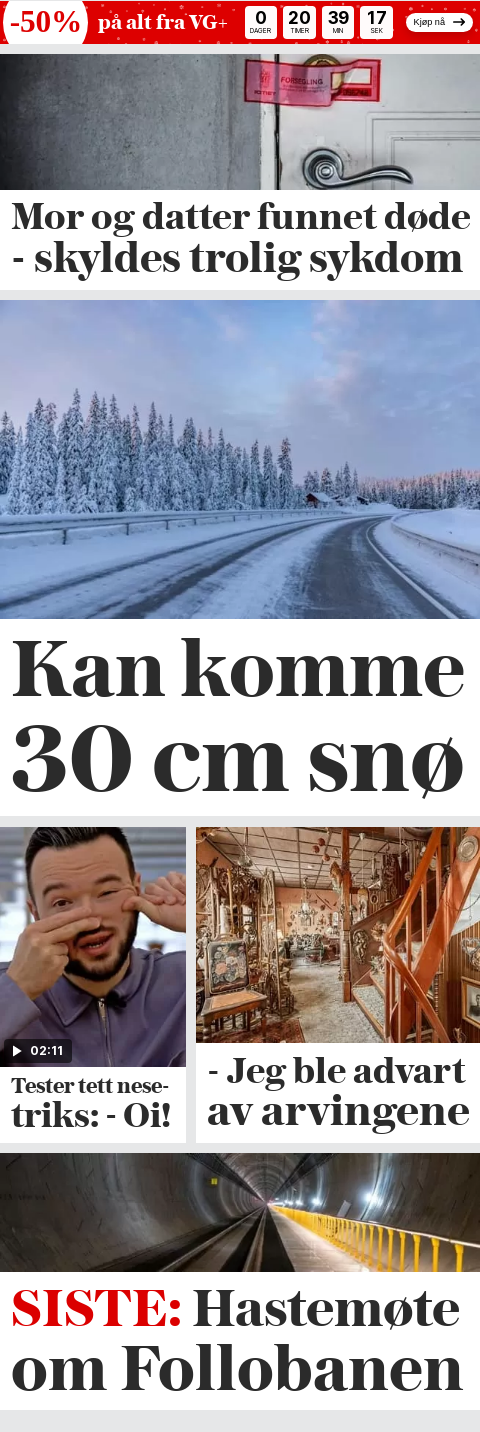 -50% på alt fra VG+ 0 20 39 17 Kjøp nå
DAGER TIMER MIN SEK
FORSEGLING
Mor og datter funnet døde
- skyldes trolig sykdom
Kan komme
30 cm snø
02:11
Tester tett nese-
triks: - Oi!
- Jeg ble advart
av arvingene
SISTE: Hastemøte
om Follobanen